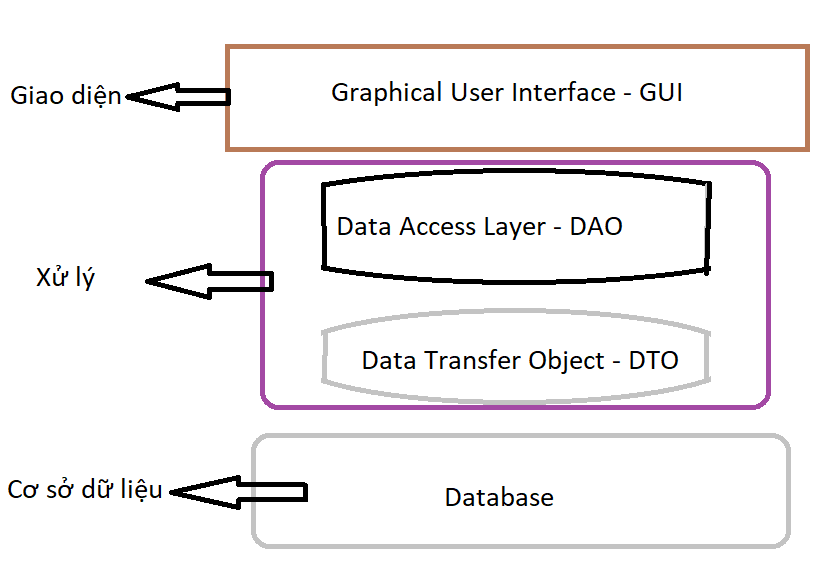 Graphical User Interface - GUI
Giao diện
Data Access Layer - DAO
Xử lý
Data Transfer Object - DTO
Cơ sở dữ liệu
Database